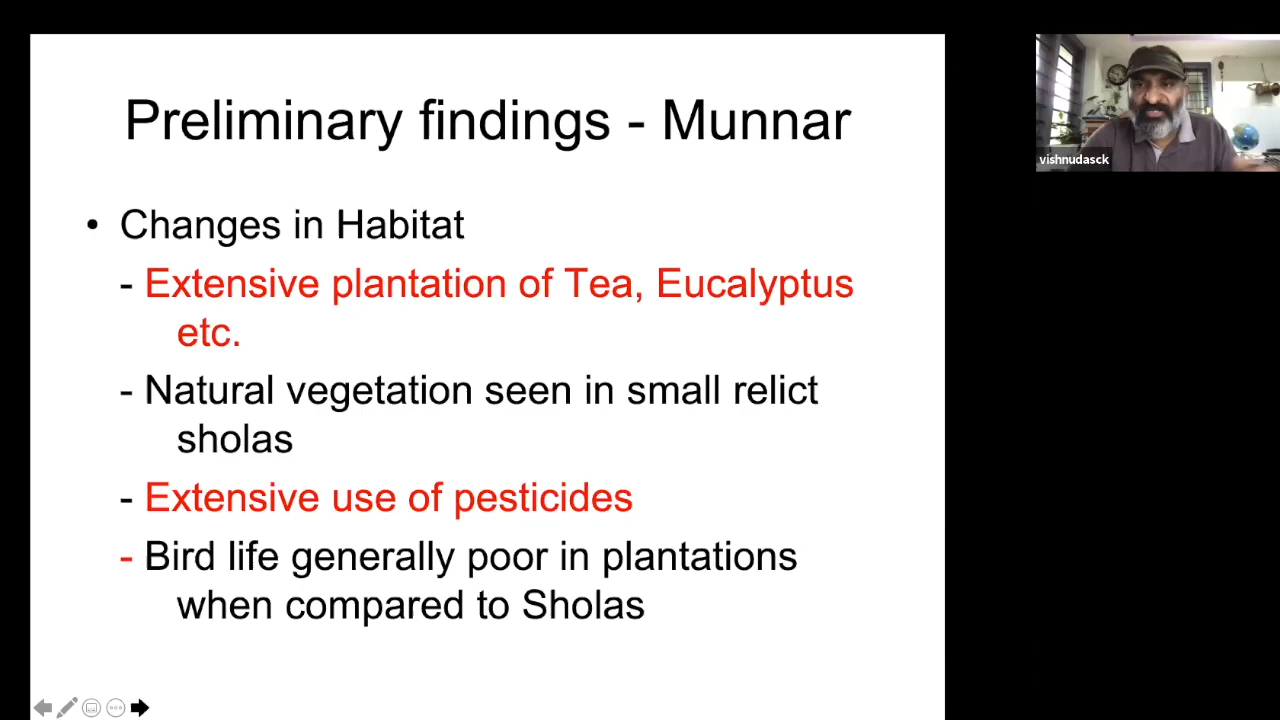 Preliminary findings - Munnar
• Changes in Habitat
- Extensive plantation of Tea, Eucalyptus
etc.
- Natural vegetation seen in small relict
sholas
- Extensive use of pesticides
- Bird life generally poor in plantations
when compared to Sholas
vishnudasck